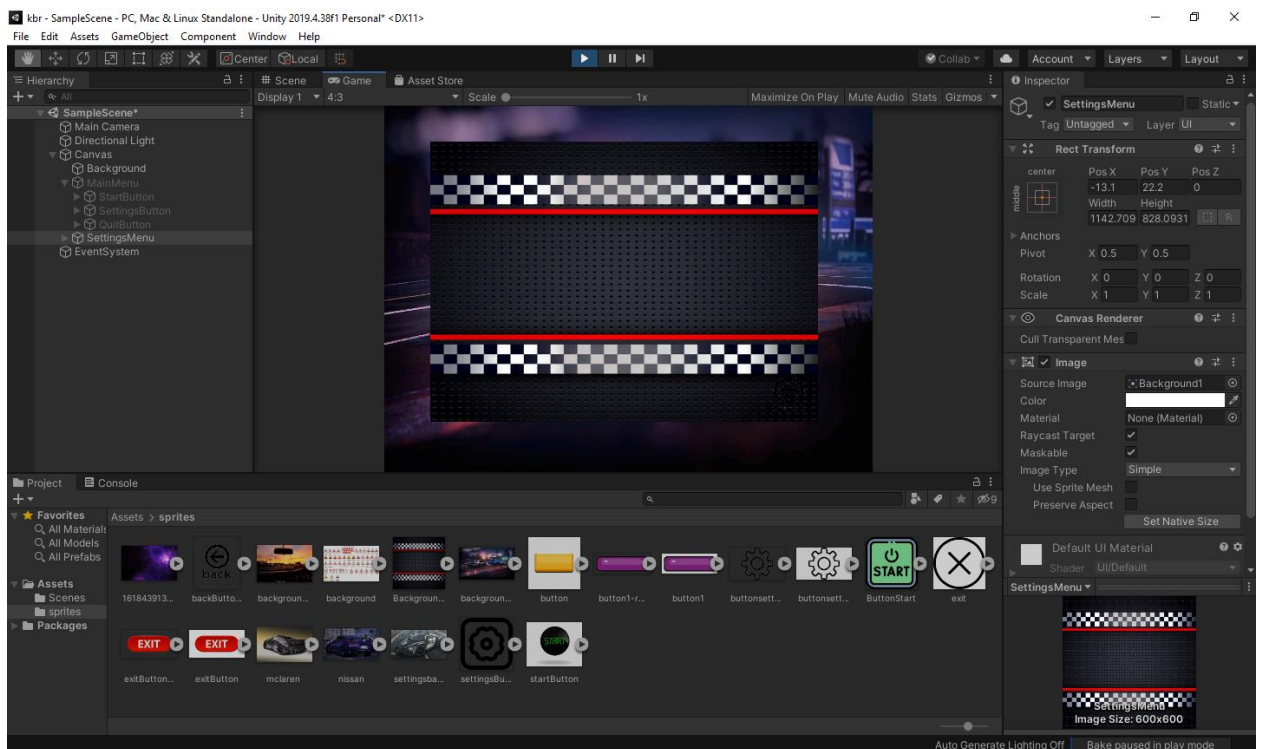 kbr - SampleScene - PC, Mac & Linux Standalone - Unity 2019.4.38f1 Personal* <DX11>
File Edit Assets GameObject Component Window Help
Center Local Collab Account Layers Layout
Hierarchy
All
SampleScene*
Main Camera
Directional Light
Canvas
Background
MainMenu
StartButton
SettingsButton
QuitButton
SettingsMenu
EventSystem
Scene Game Asset Store
Display 1 4:3 Scale 1x Maximize On Play Mute Audio Stats Gizmos
Inspector
SettingsMenu Static
Tag Untagged Layer UI
Rect Transform
center Pos X Pos Y Pos Z
middle -13.1 22.2 0
Width Height
1142.709 828.0931 R
Anchors
Pivot X 0.5 Y 0.5
Rotation X 0 Y 0 Z 0
Scale X 1 Y 1 Z 1
Canvas Renderer
Cull Transparent Mes
Image
Source Image Background1
Color
Material None (Material)
Raycast Target
Maskable
Image Type Simple
Use Sprite Mesh
Preserve Aspect
Set Native Size
Default UI Material
Shader UI/Default
SettingsMenu
SettingsMenu
Image Size: 600x600
Project Console
9
Favorites
All Materials
All Models
All Prefabs
Assets
Scenes
sprites
Packages
Assets > sprites
back START
161843913... backButto... backgroun... background Backgroun... backgroun... button button1-r... button1 buttonsett... buttonsett... ButtonStart exit
EXIT EXIT START
exitButton... exitButton mclaren nissan settingsba... settingsBu... startButton
Auto Generate Lighting Off Bake paused in play mode